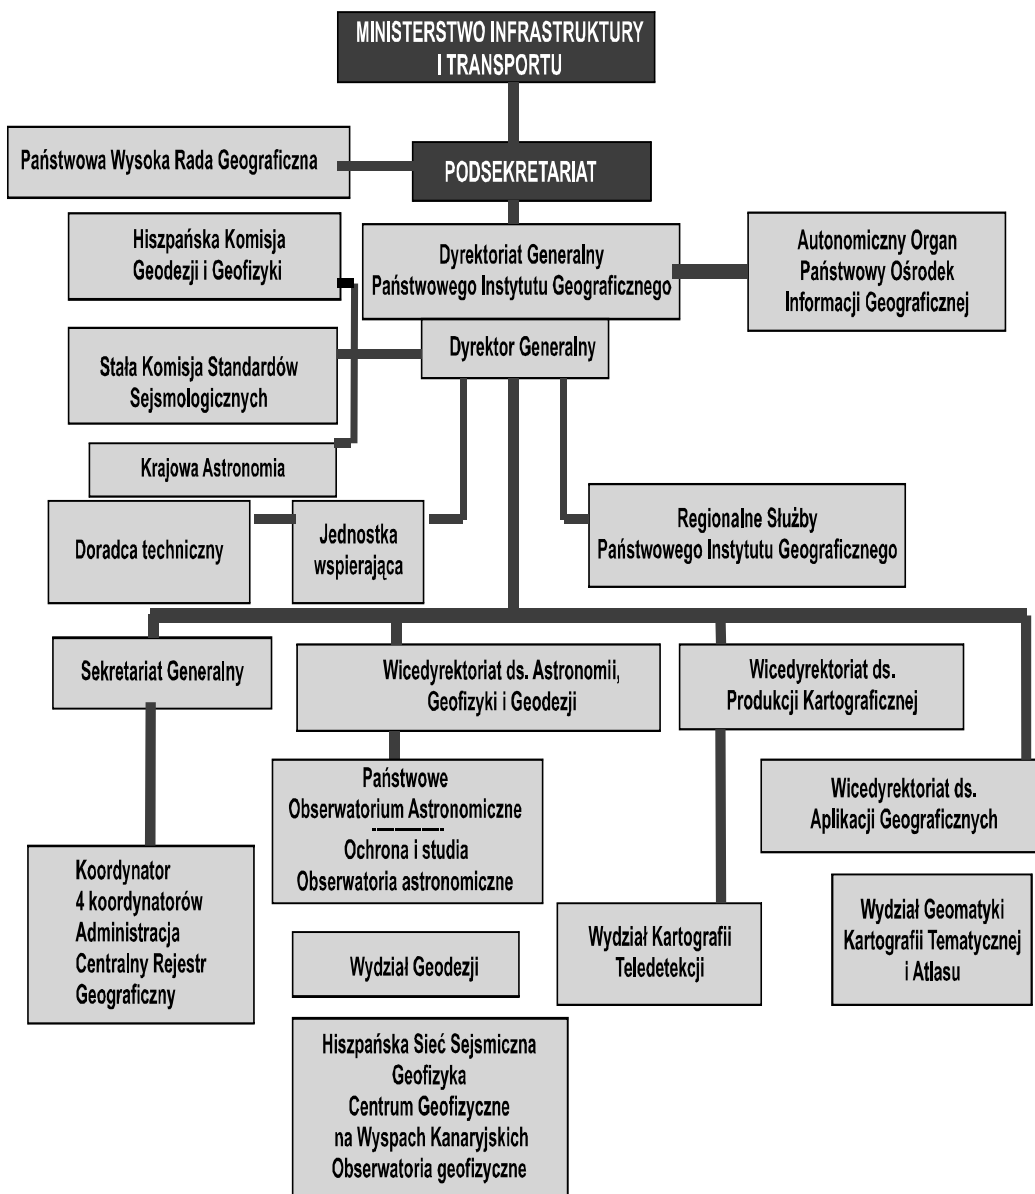 MINISTERSTWO INFRASTRUKTURY
I TRANSPORTU
Państwowa Wysoka Rada Geograficzna
PODSEKRETARIAT
Hiszpańska Komisja
Geodezji i Geofizyki
Dyrektoriat Generalny
Państwowego Instytutu Geograficznego
Autonomiczny Organ
Państwowy Ośrodek
Informacji Geograficznej
Dyrektor Generalny
Stała Komisja Standardów
Sejsmologicznych
Krajowa Astronomia
Doradca techniczny
Jednostka
wspierająca
Regionalne Służby
Państwowego Instytutu Geograficznego
Sekretariat Generalny
Wicedyrektoriat ds. Astronomii,
Geofizyki i Geodezji
Wicedyrektoriat ds.
Produkcji Kartograficznej
Państwowe
Obserwatorium Astronomiczne
Ochrona i studia
Obserwatoria astronomiczne
Wicedyrektoriat ds.
Aplikacji Geograficznych
Koordynator
4 koordynatorów
Administracja
Centralny Rejestr
Geograficzny
Wydział Geodezji
Wydział Kartografii
Teledetekcji
Wydział Geomatyki
Kartografii Tematycznej
i Atlasu
Hiszpańska Sieć Sejsmiczna
Geofizyka
Centrum Geofizyczne
na Wyspach Kanaryjskich
Obserwatoria geofizyczne